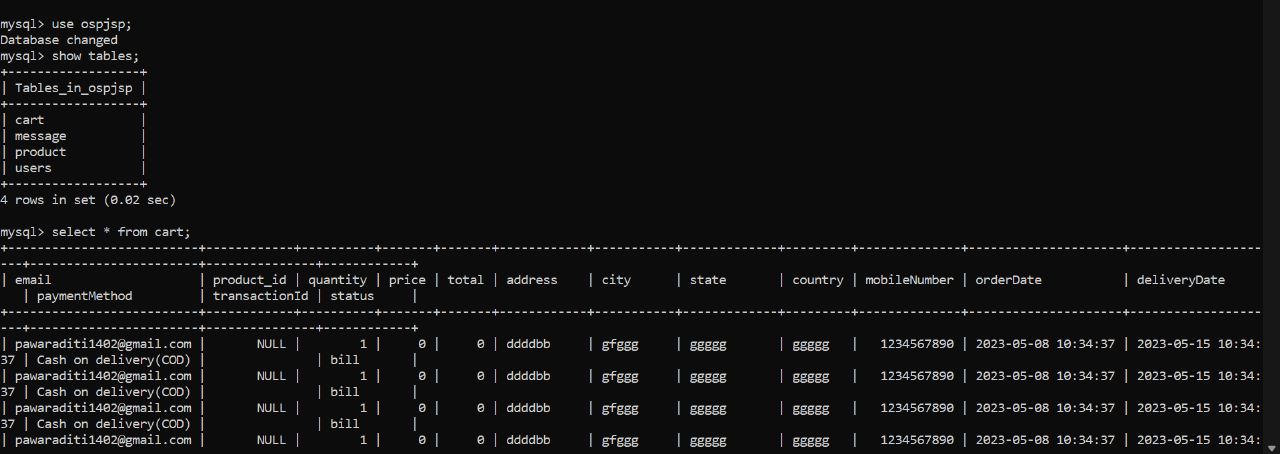 mysql> use ospjsp;
Database changed
mysql> show tables;
+------------------+
| Tables_in_ospjsp |
+------------------+
| cart             |
| message          |
| product          |
| users            |
+------------------+
4 rows in set (0.02 sec)

mysql> select * from cart;
+-----------------------+------------+----------+-------+-------+-----------+-----------+-------------+---------+--------------+---------------------+------------------
---+-----------------------+---------------+------------+
| email                 | product_id | quantity | price | total | address   | city      | state       | country | mobileNumber | orderDate           | deliveryDate
   | paymentMethod         | transactionId | status     |
+-----------------------+------------+----------+-------+-------+-----------+-----------+-------------+---------+--------------+---------------------+------------------
---+-----------------------+---------------+------------+
| pawaraditi1402@gmail.com |       NULL |        1 |     0 |     0 | ddddbb    | gfggg     | ggggg       | ggggg   |   1234567890 | 2023-05-08 10:34:37 | 2023-05-15 10:34:
37 | Cash on delivery(COD) |               | bill       |
| pawaraditi1402@gmail.com |       NULL |        1 |     0 |     0 | ddddbb    | gfggg     | ggggg       | ggggg   |   1234567890 | 2023-05-08 10:34:37 | 2023-05-15 10:34:
37 | Cash on delivery(COD) |               | bill       |
| pawaraditi1402@gmail.com |       NULL |        1 |     0 |     0 | ddddbb    | gfggg     | ggggg       | ggggg   |   1234567890 | 2023-05-08 10:34:37 | 2023-05-15 10:34:
37 | Cash on delivery(COD) |               | bill       |
| pawaraditi1402@gmail.com |       NULL |        1 |     0 |     0 | ddddbb    | gfggg     | ggggg       | ggggg   |   1234567890 | 2023-05-08 10:34:37 | 2023-05-15 10:34: